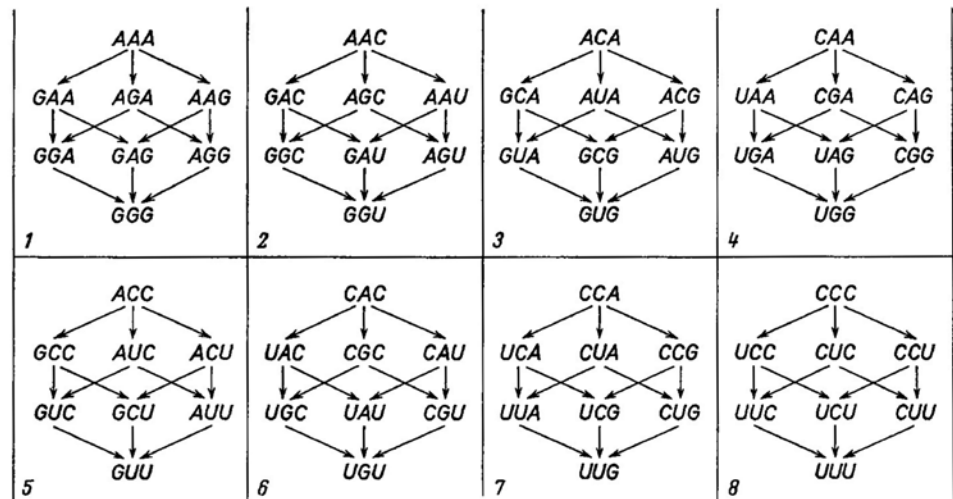 AAA
GAA AGA AAG
GGA GAG AGG
GGG
1
AAC
GAC AGC AAU
GGC GAU AGU
GGU
2
ACA
GCA AUA ACG
GUA GCG AUG
GUG
3
CAA
UAA CGA CAG
UGA UAG CGG
UGG
4
ACC
GCC AUC ACU
GUC GCU AUU
GUU
5
CAC
UAC CGC CAU
UGC UAU CGU
UGU
6
CCA
UCA CUA CCG
UUA UCG CUG
UUG
7
CCC
UCC CUC CCU
UUC UCU CUU
UUU
8